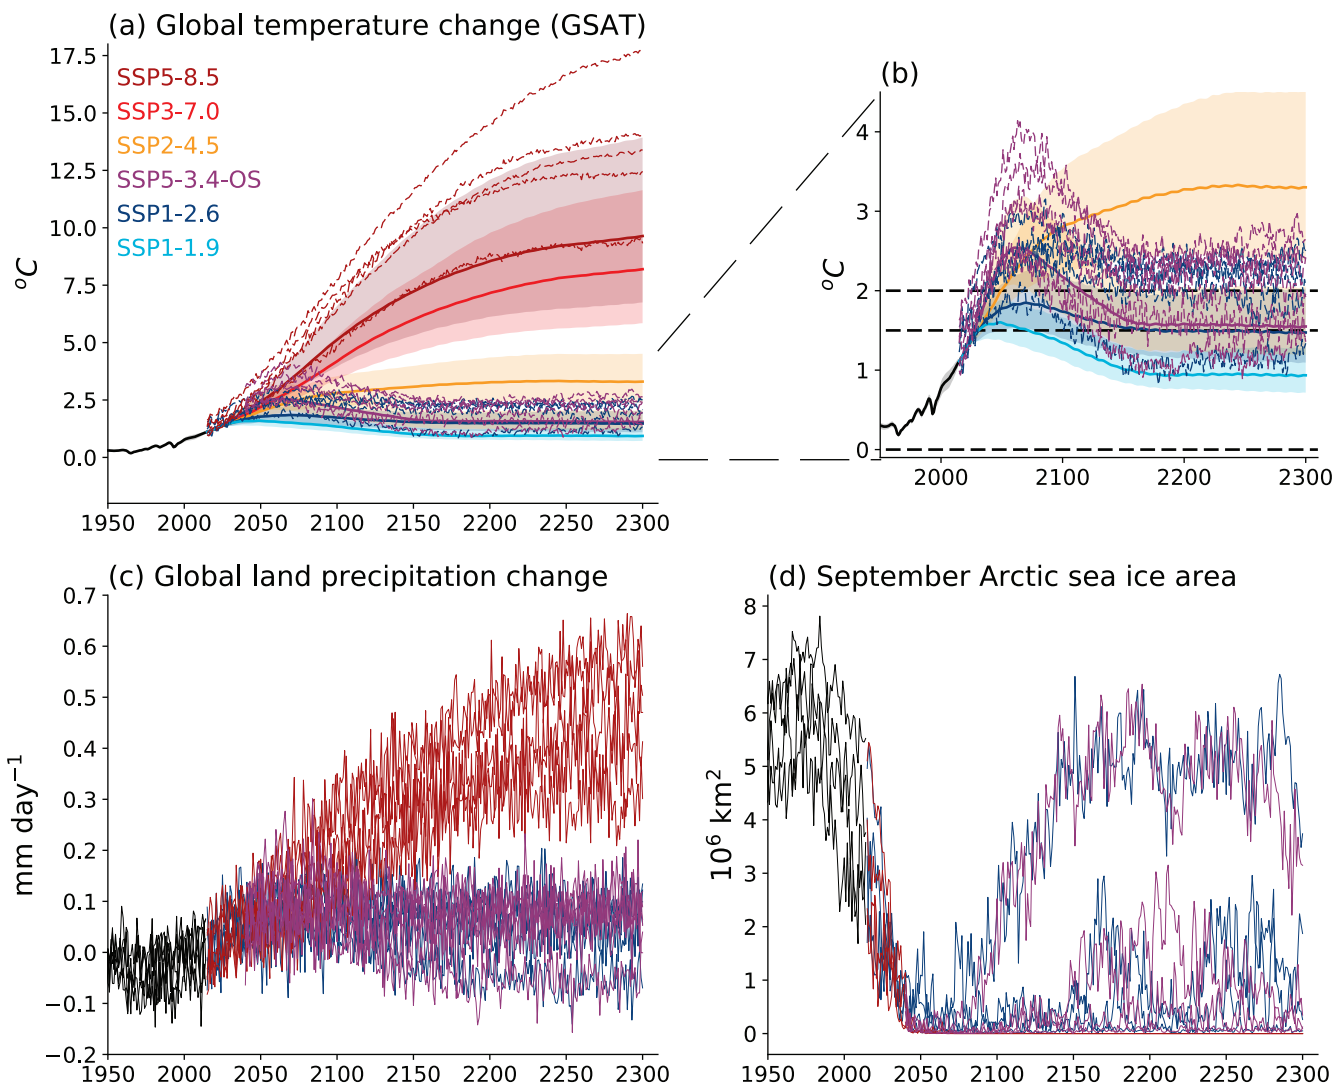 (a) Global temperature change (GSAT)
17.5
15.0
12.5
10.0
7.5
5.0
2.5
0.0
°C
SSP5-8.5
SSP3-7.0
SSP2-4.5
SSP5-3.4-OS
SSP1-2.6
SSP1-1.9
1950 2000 2050 2100 2150 2200 2250 2300
(b)
4
3
2
1
0
°C
2000 2100 2200 2300
(c) Global land precipitation change
0.7
0.6
0.5
0.4
0.3
0.2
0.1
0.0
−0.1
−0.2
mm day⁻¹
1950 2000 2050 2100 2150 2200 2250 2300
(d) September Arctic sea ice area
8
7
6
5
4
3
2
1
0
10⁶ km²
1950 2000 2050 2100 2150 2200 2250 2300